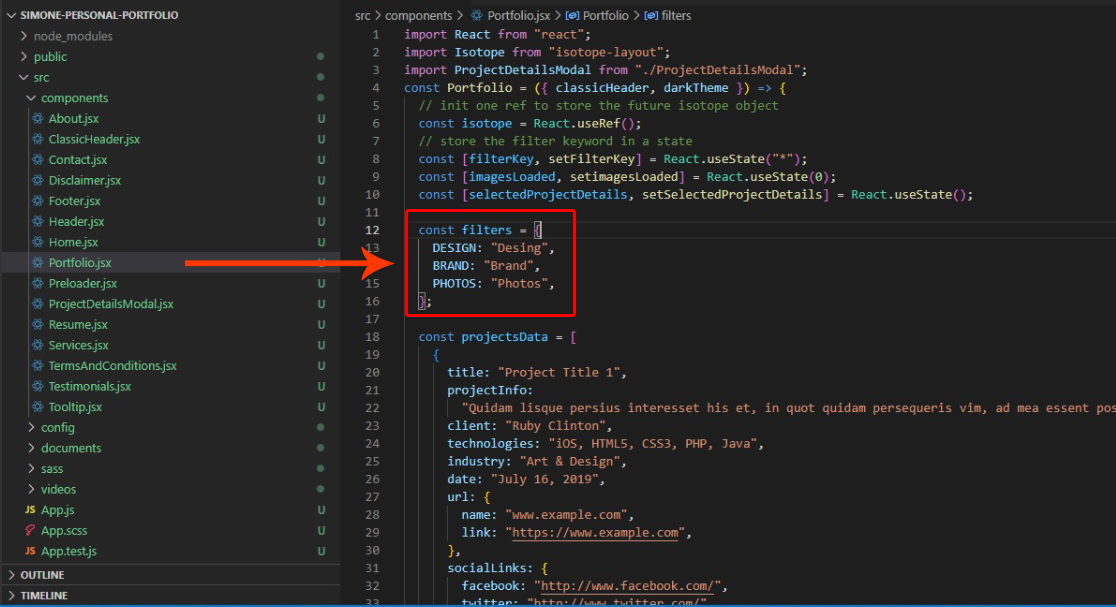 SIMONE-PERSONAL-PORTFOLIO
node_modules
public
src
components
About.jsx U
ClassicHeader.jsx U
Contact.jsx U
Disclaimer.jsx U
Footer.jsx U
Header.jsx U
Home.jsx U
Portfolio.jsx U
Preloader.jsx U
ProjectDetailsModal.jsx U
Resume.jsx U
Services.jsx U
TermsAndConditions.jsx U
Testimonials.jsx U
Tooltip.jsx U
config
documents
sass
videos
JS App.js U
App.scss U
JS App.test.js U
OUTLINE
TIMELINE
src > components > Portfolio.jsx > Portfolio > filters
1 import React from "react";
2 import Isotope from "isotope-layout";
3 import ProjectDetailsModal from "./ProjectDetailsModal";
4 const Portfolio = ({ classicHeader, darkTheme }) => {
5 // init one ref to store the future isotope object
6 const isotope = React.useRef();
7 // store the filter keyword in a state
8 const [filterKey, setFilterKey] = React.useState("*");
9 const [imagesLoaded, setimagesLoaded] = React.useState(0);
10 const [selectedProjectDetails, setSelectedProjectDetails] = React.useState();
11
12 const filters = {
13 DESIGN: "Desing",
BRAND: "Brand",
15 PHOTOS: "Photos",
16 };
17
18 const projectsData = [
19 {
20 title: "Project Title 1",
21 projectInfo:
22 "Quidam lisque persius interesset his et, in quot quidam persequeris vim, ad mea essent pos
23 client: "Ruby Clinton",
24 technologies: "iOS, HTML5, CSS3, PHP, Java",
25 industry: "Art & Design",
26 date: "July 16, 2019",
27 url: {
28 name: "www.example.com",
29 link: "https://www.example.com",
30 },
31 socialLinks: {
32 facebook: "http://www.facebook.com/",
33 twitter: "http://www.twitter.com/"